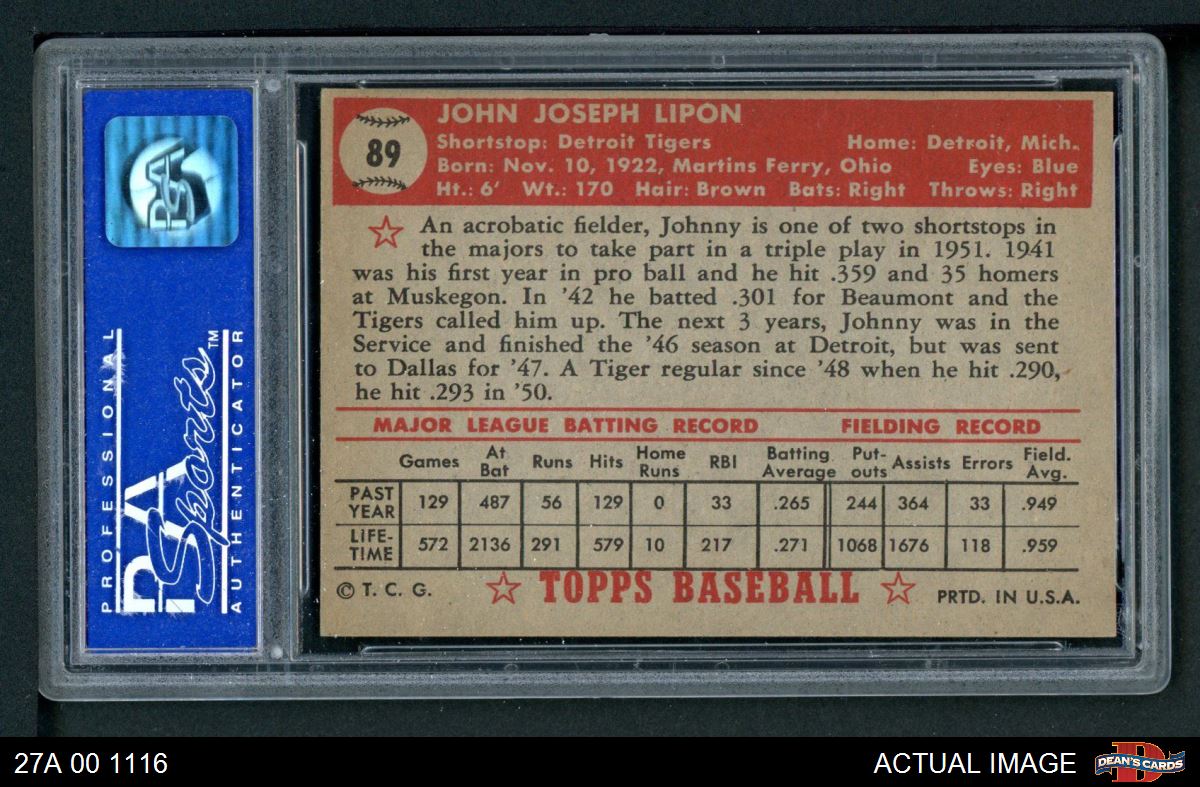 PSA
PROFESSIONAL
PSA
Sports™
AUTHENTICATOR
89
JOHN JOSEPH LIPON
Shortstop: Detroit Tigers Home: Detroit, Mich.
Born: Nov. 10, 1922, Martins Ferry, Ohio Eyes: Blue
Ht.: 6' Wt.: 170 Hair: Brown Bats: Right Throws: Right
An acrobatic fielder, Johnny is one of two shortstops in
the majors to take part in a triple play in 1951. 1941
was his first year in pro ball and he hit .359 and 35 homers
at Muskegon. In '42 he batted .301 for Beaumont and the
Tigers called him up. The next 3 years, Johnny was in the
Service and finished the '46 season at Detroit, but was sent
to Dallas for '47. A Tiger regular since '48 when he hit .290,
he hit .293 in '50.
MAJOR LEAGUE BATTING RECORD FIELDING RECORD
Games At Bat Runs Hits Home Runs RBI Batting Average Put-outs Assists Errors Field. Avg.
PAST YEAR 129 487 56 129 0 33 .265 244 364 33 .949
LIFE-TIME 572 2136 291 579 10 217 .271 1068 1676 118 .959
© T. C. G. TOPPS BASEBALL PRTD. IN U.S.A.
27A 00 1116 ACTUAL IMAGE DEAN'S CARDS